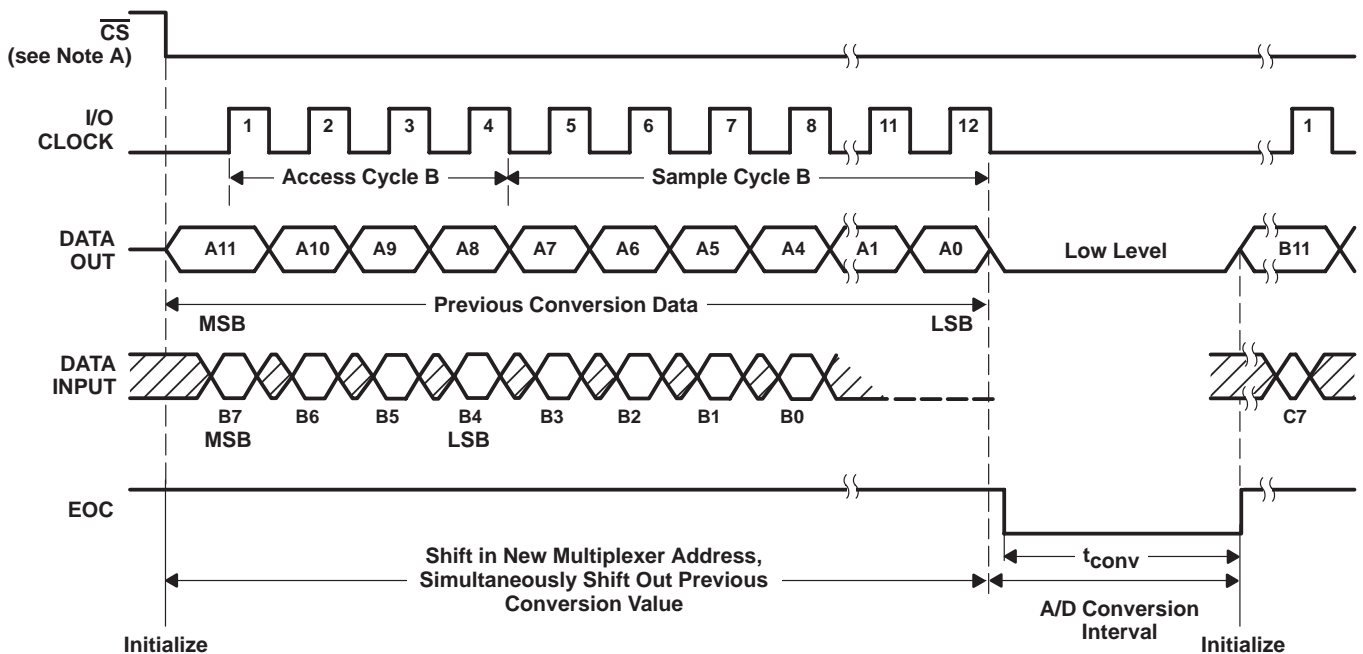 CS
(see Note A)
I/O
CLOCK
1 2 3 4 5 6 7 8 11 12 1
Access Cycle B Sample Cycle B
DATA
OUT
A11 A10 A9 A8 A7 A6 A5 A4 A1 A0 Low Level B11
Previous Conversion Data
MSB LSB
DATA
INPUT
B7 B6 B5 B4 B3 B2 B1 B0 C7
MSB LSB
EOC
Shift in New Multiplexer Address,
Simultaneously Shift Out Previous
Conversion Value
tconv
A/D Conversion
Interval
Initialize Initialize